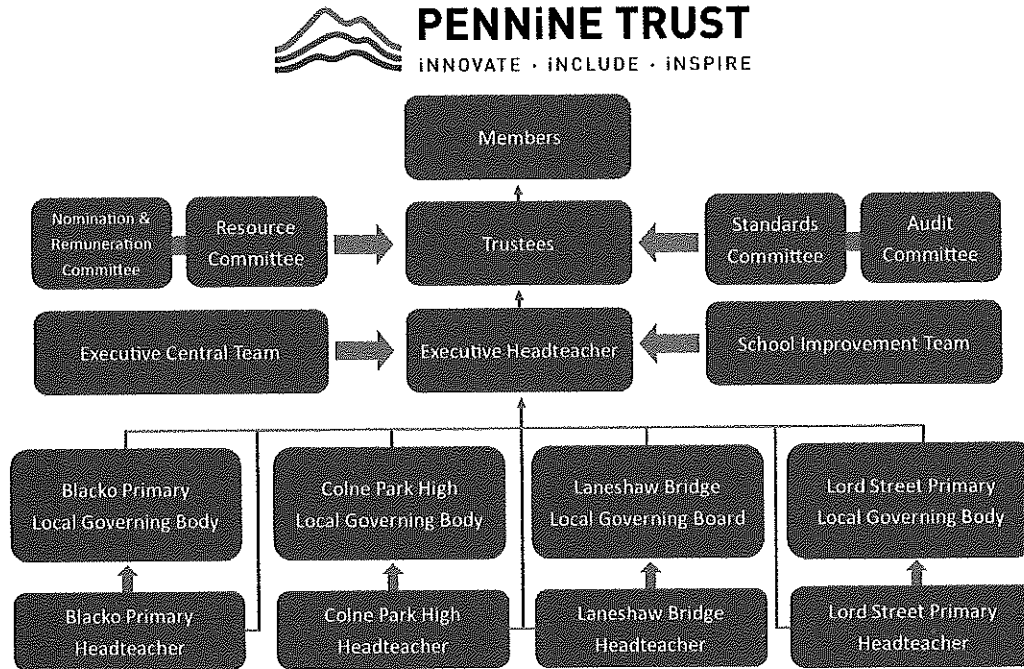 PENNiNE TRUST
iNNOVATE · iNCLUDE · iNSPIRE
Members
Nomination &
Remuneration
Committee
Resource
Committee
Trustees
Standards
Committee
Audit
Committee
Executive Central Team
Executive Headteacher
School Improvement Team
Blacko Primary
Local Governing Body
Colne Park High
Local Governing Body
Laneshaw Bridge
Local Governing Board
Lord Street Primary
Local Governing Body
Blacko Primary
Headteacher
Colne Park High
Headteacher
Laneshaw Bridge
Headteacher
Lord Street Primary
Headteacher